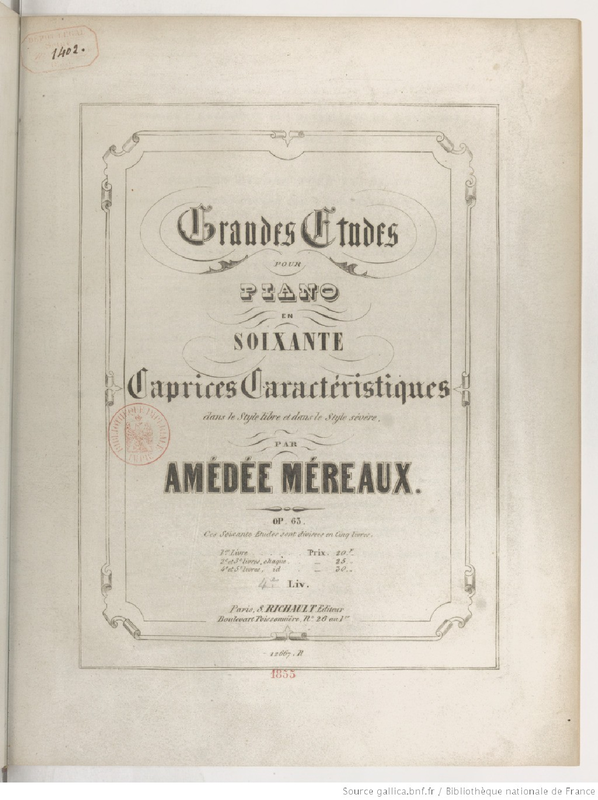 1402.
Grandes Etudes
POUR
PIANO
EN
SOIXANTE
Caprices Caractéristiques
dans le Style libre et dans le Style sévère,
PAR
AMÉDÉE MÉREAUX.
OP. 63.
Ces Soixante Etudes sont divisées en Cinq livres.
1er Livre Prix. 20f.
2e et 3e livres, chaque. 25..
4e et 5e livres, id 30..
4e Liv.
Paris, S. RICHAULT, Editeur
Boulevart Poissonnière, No 26 au 1er
12667. R
1855
Source gallica.bnf.fr / Bibliothèque nationale de France